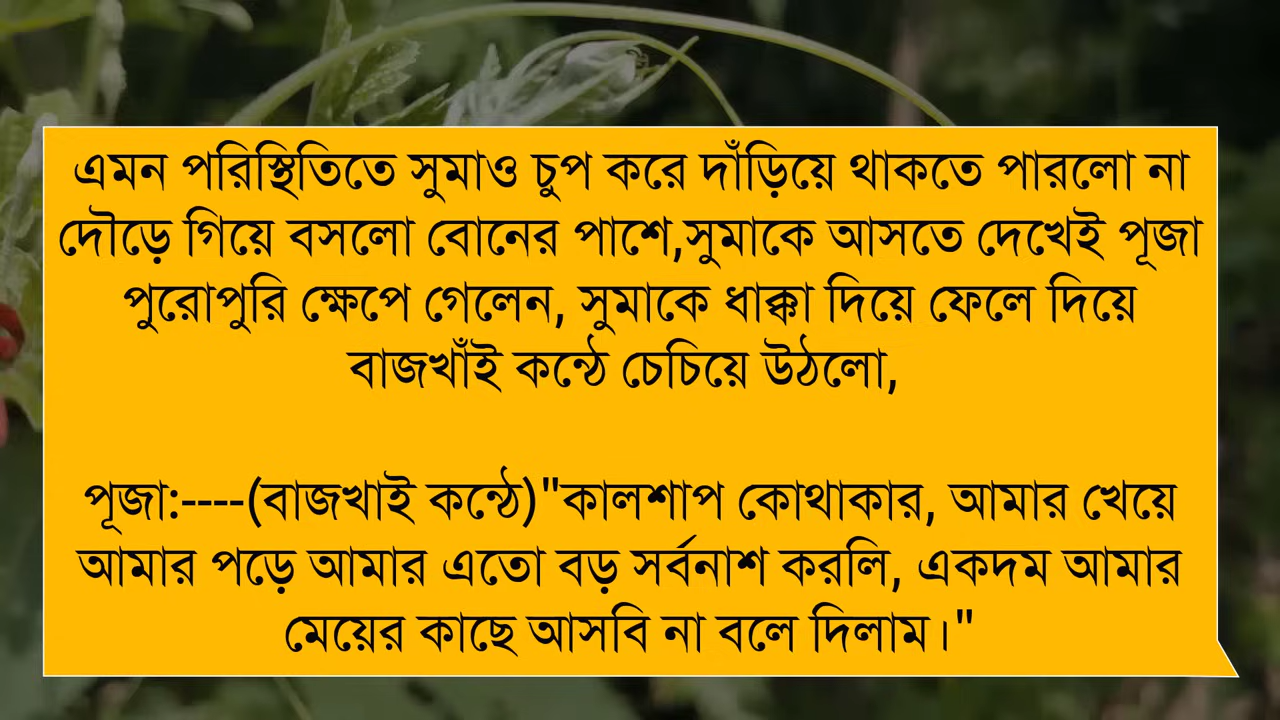 এমন পরিস্থিতিতে সুমাও চুপ করে দাঁড়িয়ে থাকতে পারলো না
দৌড়ে গিয়ে বসলো বোনের পাশে,সুমাকে আসতে দেখেই পূজা
পুরোপুরি ক্ষেপে গেলেন, সুমাকে ধাক্কা দিয়ে ফেলে দিয়ে
বাজখাঁই কন্ঠে চেচিয়ে উঠলো,
পূজা:----(বাজখাই কন্ঠে)"কালশাপ কোথাকার, আমার খেয়ে
আমার পড়ে আমার এতো বড় সর্বনাশ করলি, একদম আমার
মেয়ের কাছে আসবি না বলে দিলাম।"